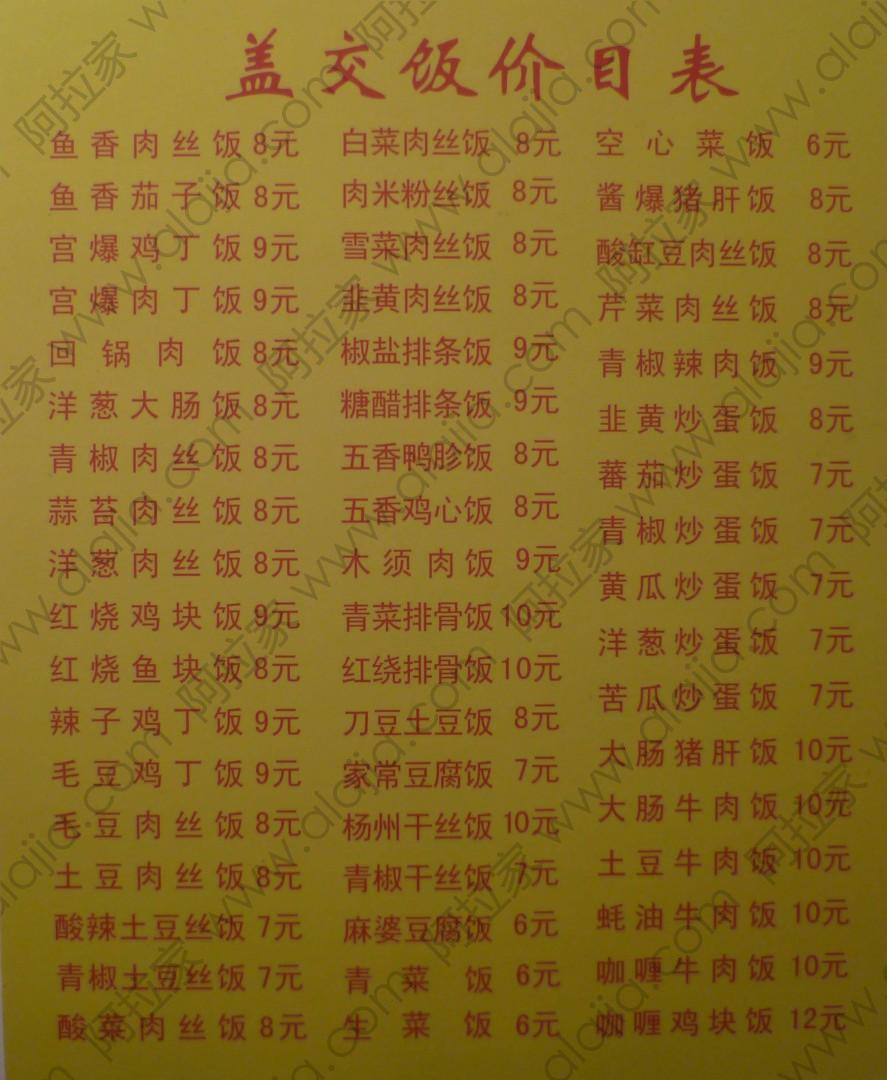 盖交饭价目表
鱼香肉丝饭 8元
鱼香茄子饭 8元
宫爆鸡丁饭 9元
宫爆肉丁饭 9元
回锅肉饭 8元
洋葱大肠饭 8元
青椒肉丝饭 8元
蒜苔肉丝饭 8元
洋葱肉丝饭 8元
红烧鸡块饭 9元
红烧鱼块饭 8元
辣子鸡丁饭 9元
毛豆鸡丁饭 9元
毛豆肉丝饭 8元
土豆肉丝饭 8元
酸辣土豆丝饭 7元
青椒土豆丝饭 7元
酸菜肉丝饭 8元
白菜肉丝饭 8元
肉米粉丝饭 8元
雪菜肉丝饭 8元
韭黄肉丝饭 8元
椒盐排条饭 9元
糖醋排条饭 9元
五香鸭胗饭 8元
五香鸡心饭 8元
木须肉饭 9元
青菜排骨饭 10元
红绕排骨饭 10元
刀豆土豆饭 8元
家常豆腐饭 7元
杨州干丝饭 10元
青椒干丝饭 7元
麻婆豆腐饭 6元
青菜饭 6元
生菜饭 6元
空心菜饭 6元
酱爆猪肝饭 8元
酸缸豆肉丝饭 8元
芹菜肉丝饭 8元
青椒辣肉饭 9元
韭黄炒蛋饭 8元
蕃茄炒蛋饭 7元
青椒炒蛋饭 7元
黄瓜炒蛋饭 7元
洋葱炒蛋饭 7元
苦瓜炒蛋饭 7元
大肠猪肝饭 10元
大肠牛肉饭 10元
土豆牛肉饭 10元
蚝油牛肉饭 10元
咖喱牛肉饭 10元
咖喱鸡块饭 12元
阿拉家 www.alajia.com